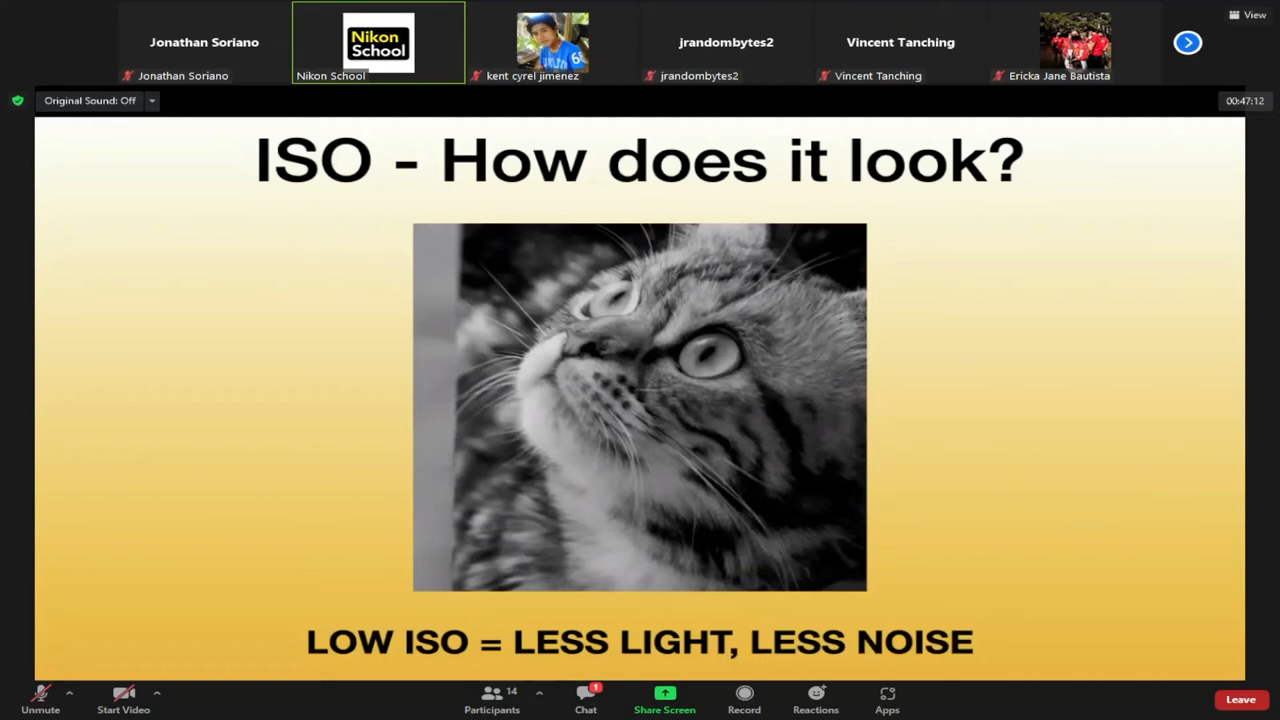 Jonathan Soriano
Nikon
School
jrandombytes2
Vincent Tanching
View
Jonathan Soriano
Nikon School
kent cyrel jimenez
jrandombytes2
Vincent Tanching
Ericka Jane Bautista
Original Sound: Off
00:47:12
ISO - How does it look?
LOW ISO = LESS LIGHT, LESS NOISE
14
1
Unmute
Start Video
Participants
Chat
Share Screen
Record
Reactions
Apps
Leave